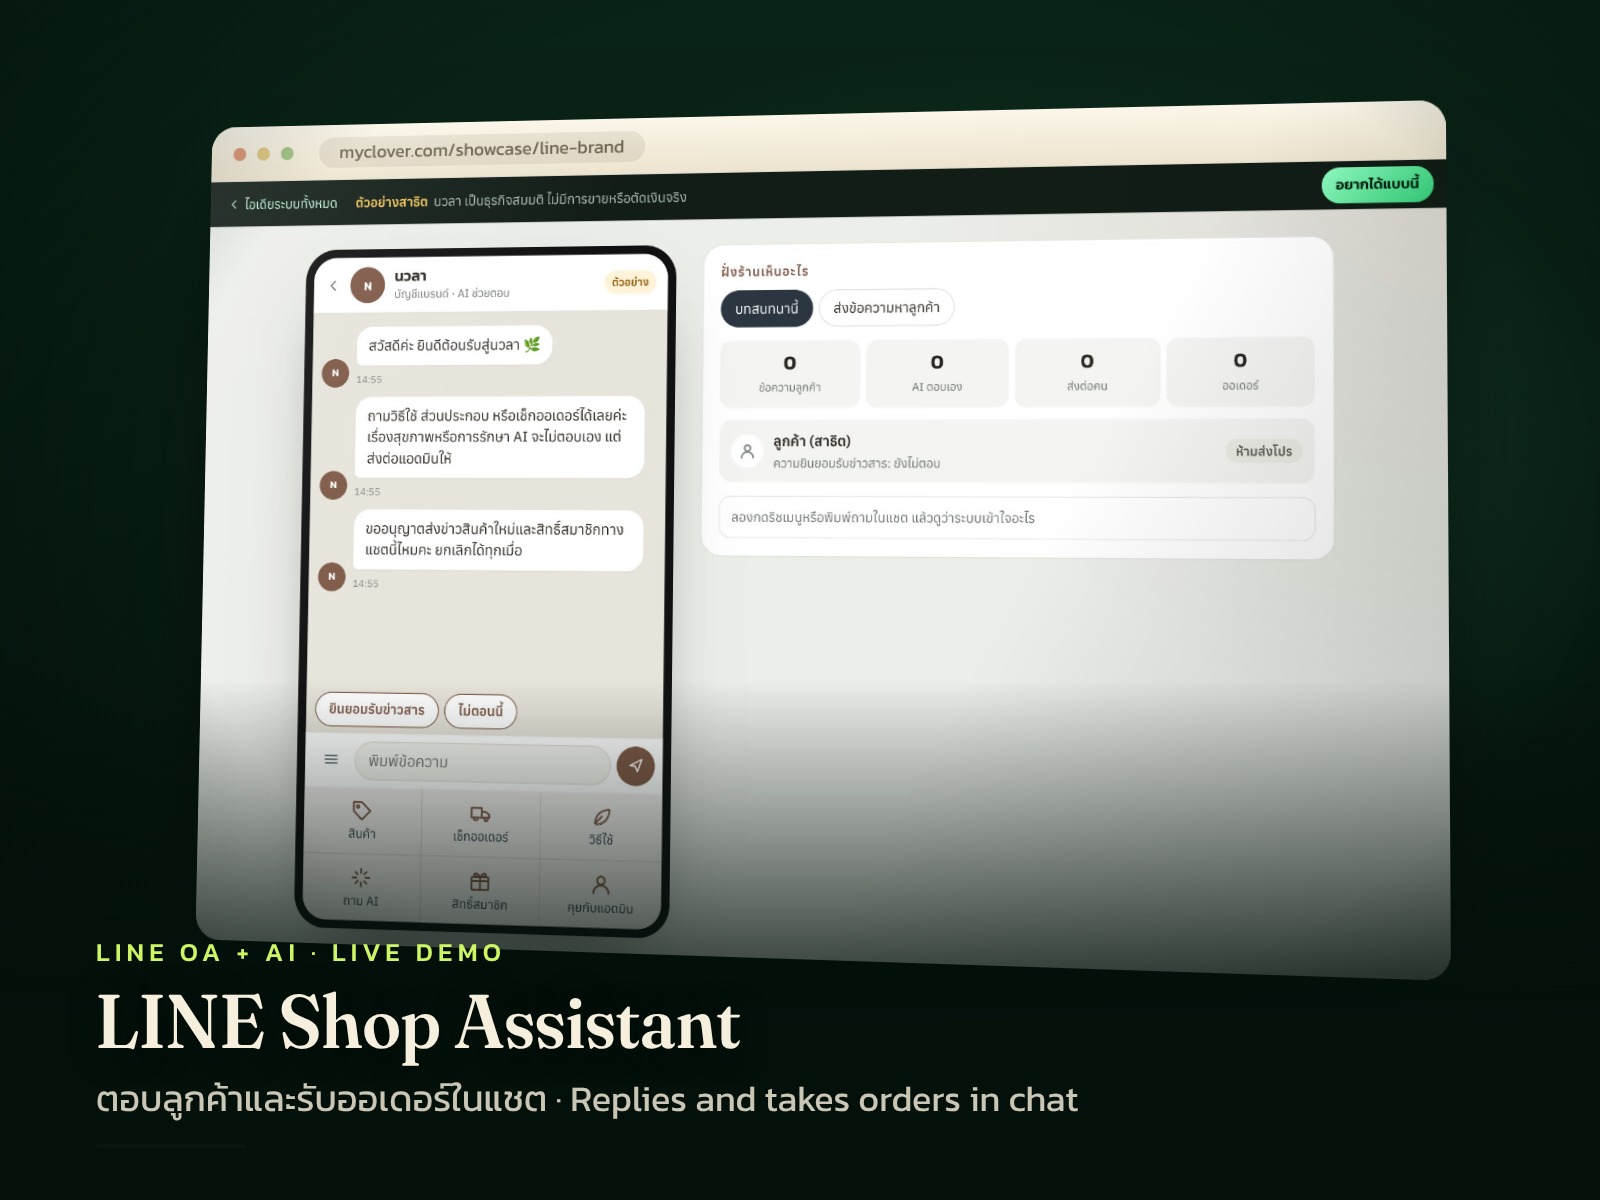 myclover.com/showcase/line-brand
ไอเดียระบบทั้งหมด
ตัวอย่างสาธิต นวลา เป็นธุรกิจสมมติ ไม่มีการขายหรือตัดเงินจริง
อยากได้แบบนี้
N
นวลา
บัญชีแบรนด์ · AI ช่วยตอบ
ตัวอย่าง
สวัสดีค่ะ ยินดีต้อนรับสู่นวลา 🌿
N
14:55
ถามวิธีใช้ ส่วนประกอบ หรือเช็กออเดอร์ได้เลยค่ะ
เรื่องสุขภาพหรือการรักษา AI จะไม่ตอบเอง แต่
ส่งต่อแอดมินให้
N
14:55
ขออนุญาตส่งข่าวสินค้าใหม่และสิทธิ์สมาชิกทาง
แชตนี้ไหมคะ ยกเลิกได้ทุกเมื่อ
N
14:55
ยินยอมรับข่าวสาร
ไม่ตอนนี้
พิมพ์ข้อความ
สินค้า
เช็กออเดอร์
วิธีใช้
ถาม AI
สิทธิ์สมาชิก
คุยกับแอดมิน
ฝั่งร้านเห็นอะไร
บทสนทนานี้
ส่งข้อความหาลูกค้า
0
ข้อความลูกค้า
0
AI ตอบเอง
0
ส่งต่อคน
0
ออเดอร์
ลูกค้า (สาธิต)
ความยินยอมรับข่าวสาร: ยังไม่ตอบ
ห้ามส่งโปร
ลองกดริชเมนูหรือพิมพ์ถามในแชต แล้วดูว่าระบบเข้าใจอะไร
LINE OA + AI · LIVE DEMO
LINE Shop Assistant
ตอบลูกค้าและรับออเดอร์ในแชต · Replies and takes orders in chat